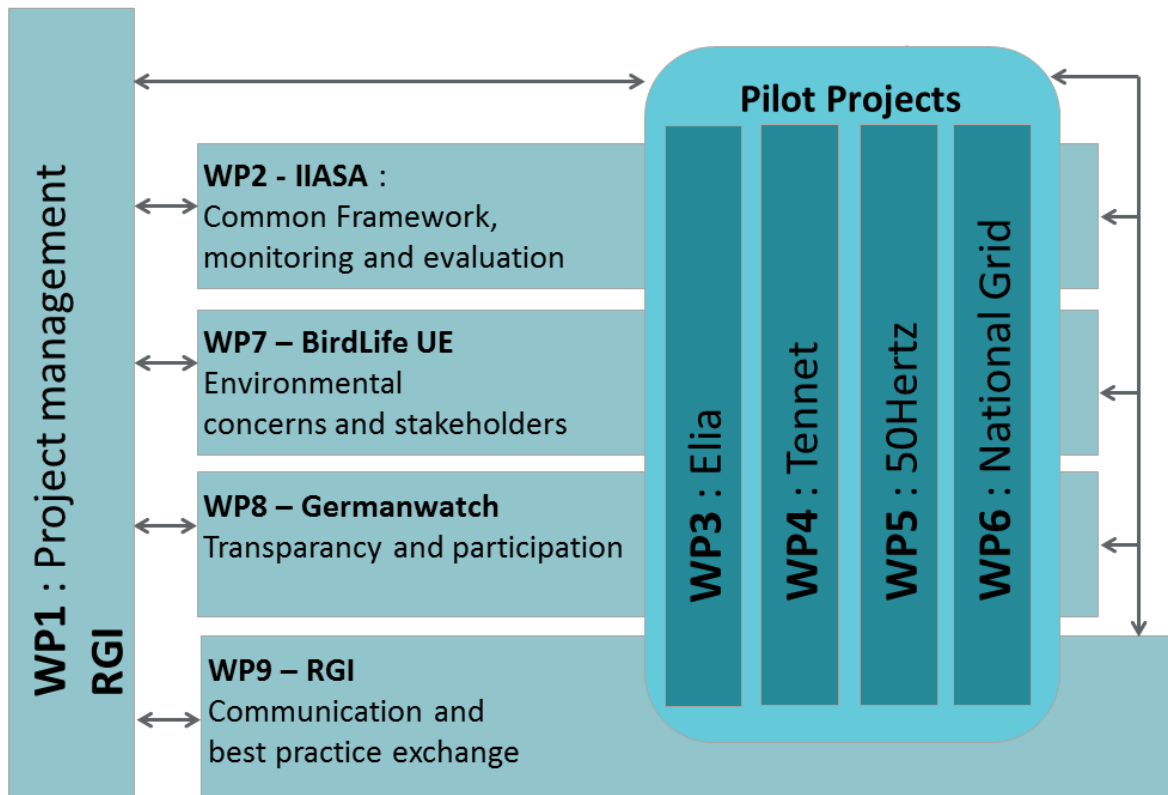 WP1 : Project management
RGI
Pilot Projects
WP2 - IIASA :
Common Framework,
monitoring and evaluation
WP7 – BirdLife UE
Environmental
concerns and stakeholders
WP8 – Germanwatch
Transparancy and participation
WP9 – RGI
Communication and
best practice exchange
WP3 : Elia
WP4 : Tennet
WP5 : 50Hertz
WP6 : National Grid